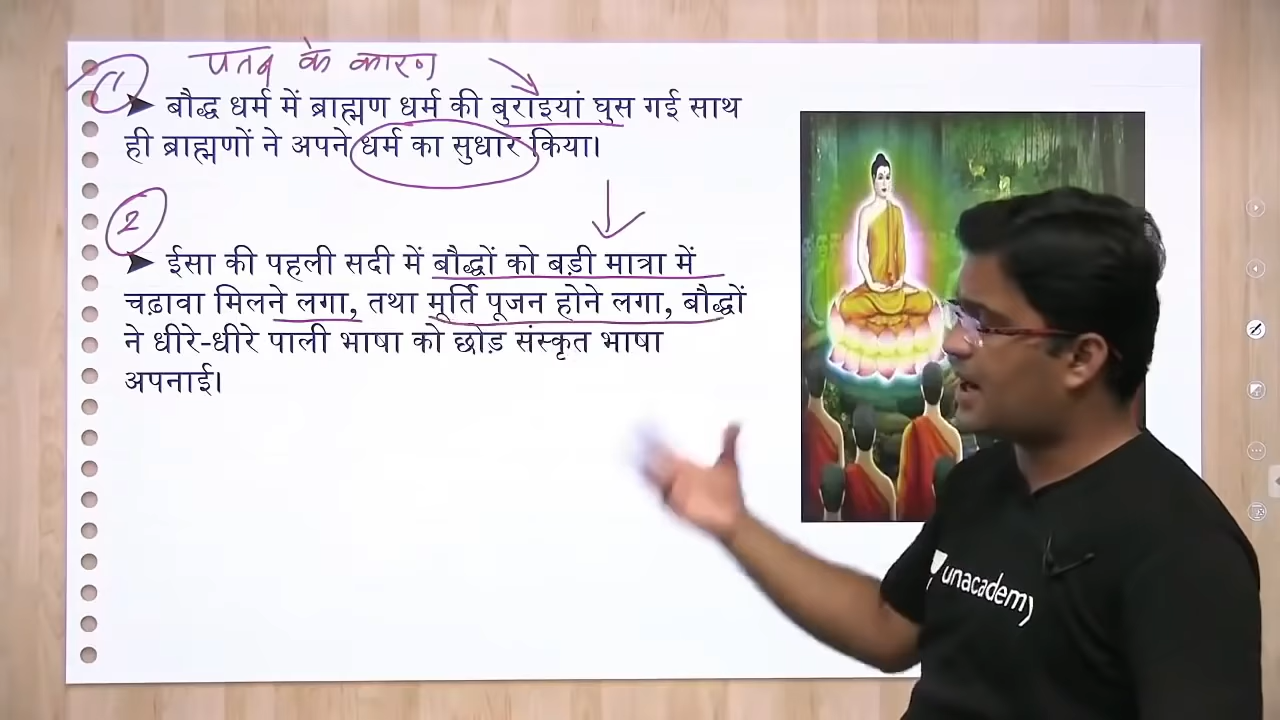 पतन के कारण
1
➤ बौद्ध धर्म में ब्राह्मण धर्म की बुराइयां घुस गई साथ
ही ब्राह्मणों ने अपने धर्म का सुधार किया।
2
➤ ईसा की पहली सदी में बौद्धों को बड़ी मात्रा में
चढ़ावा मिलने लगा, तथा मूर्ति पूजन होने लगा, बौद्धों
ने धीरे-धीरे पाली भाषा को छोड़ संस्कृत भाषा
अपनाई।
unacademy